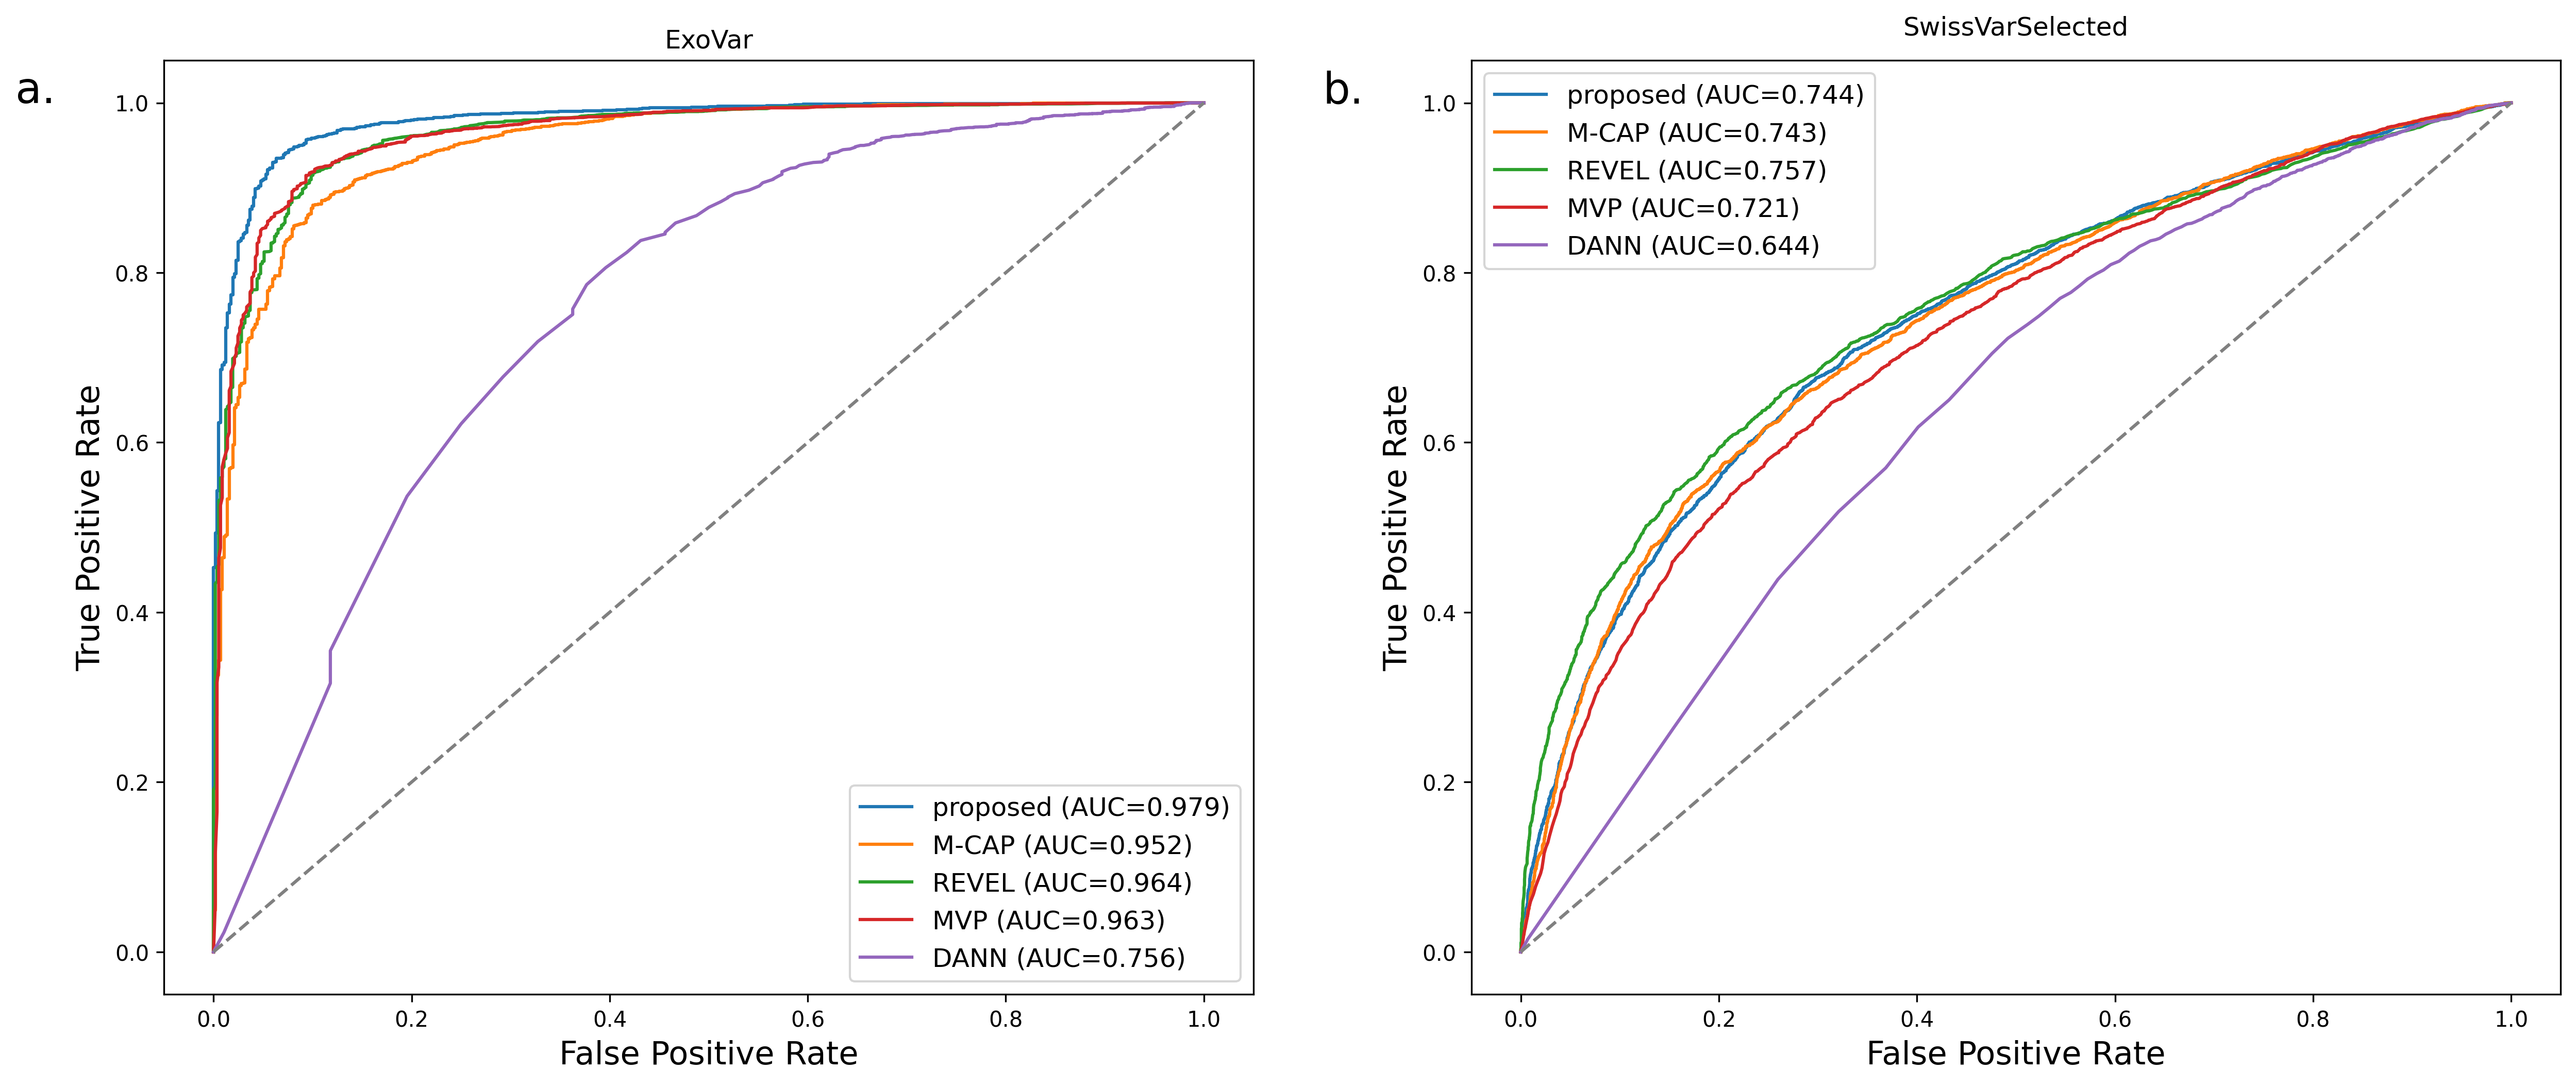 a.
ExoVar
True Positive Rate
1.0
0.8
0.6
0.4
0.2
0.0
proposed (AUC=0.979)
M-CAP (AUC=0.952)
REVEL (AUC=0.964)
MVP (AUC=0.963)
DANN (AUC=0.756)
0.0 0.2 0.4 0.6 0.8 1.0
False Positive Rate
b.
SwissVarSelected
True Positive Rate
1.0
0.8
0.6
0.4
0.2
0.0
proposed (AUC=0.744)
M-CAP (AUC=0.743)
REVEL (AUC=0.757)
MVP (AUC=0.721)
DANN (AUC=0.644)
0.0 0.2 0.4 0.6 0.8 1.0
False Positive Rate